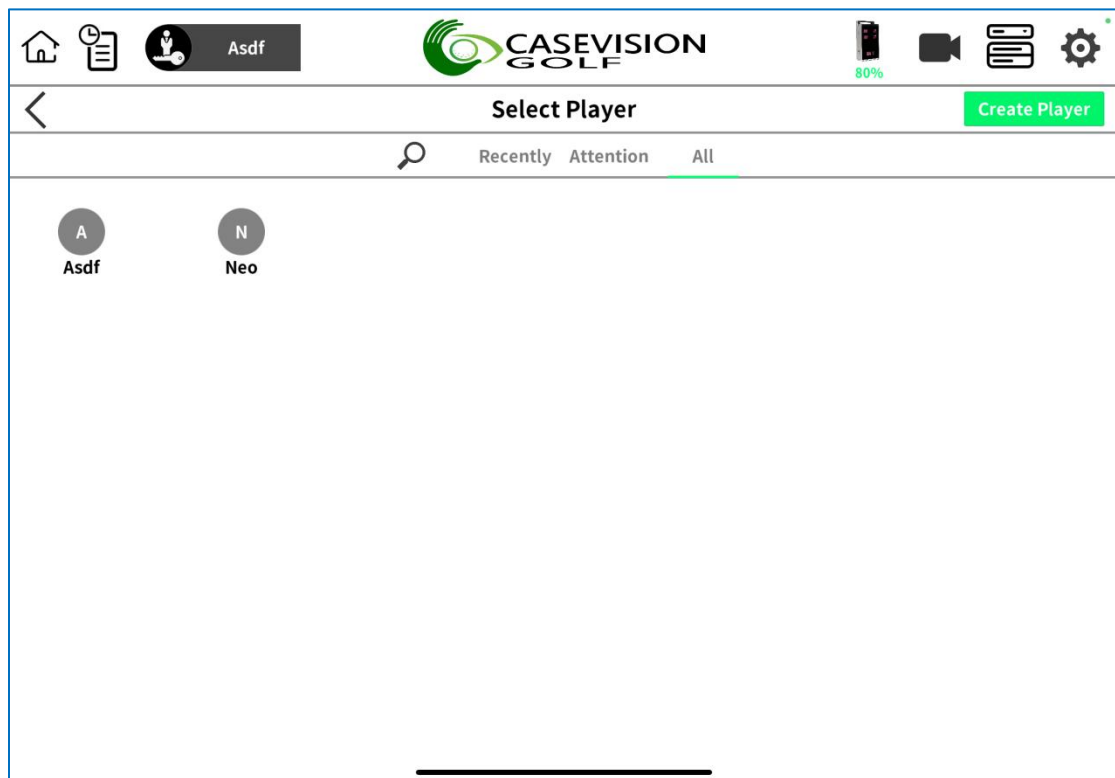 Asdf
CASEVISION
GOLF
80%
Select Player
Create Player
Recently Attention All
A
Asdf
N
Neo